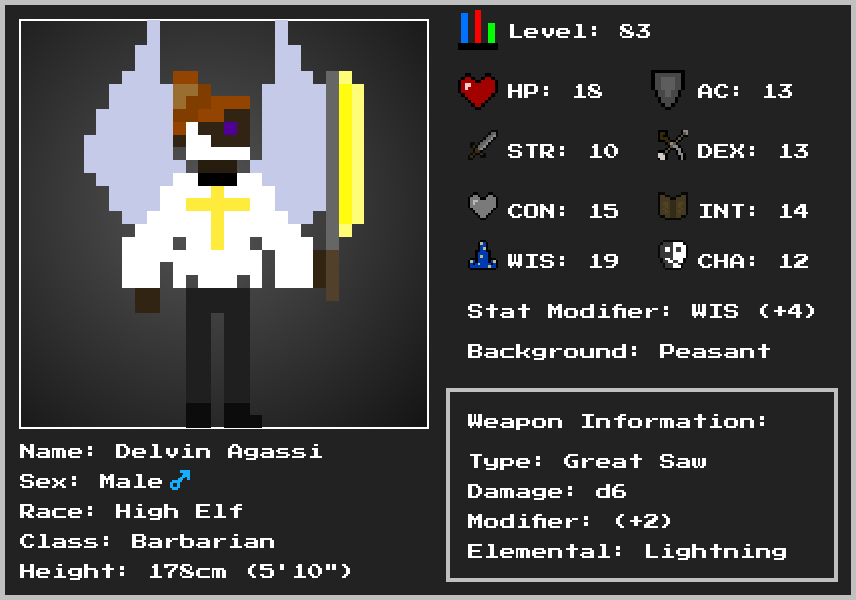 Level: 83
HP: 18
AC: 13
STR: 10
DEX: 13
CON: 15
INT: 14
WIS: 19
CHA: 12
Stat Modifier: WIS (+4)
Background: Peasant
Weapon Information:
Type: Great Saw
Damage: d6
Modifier: (+2)
Elemental: Lightning
Name: Delvin Agassi
Sex: Male♂
Race: High Elf
Class: Barbarian
Height: 178cm (5'10")